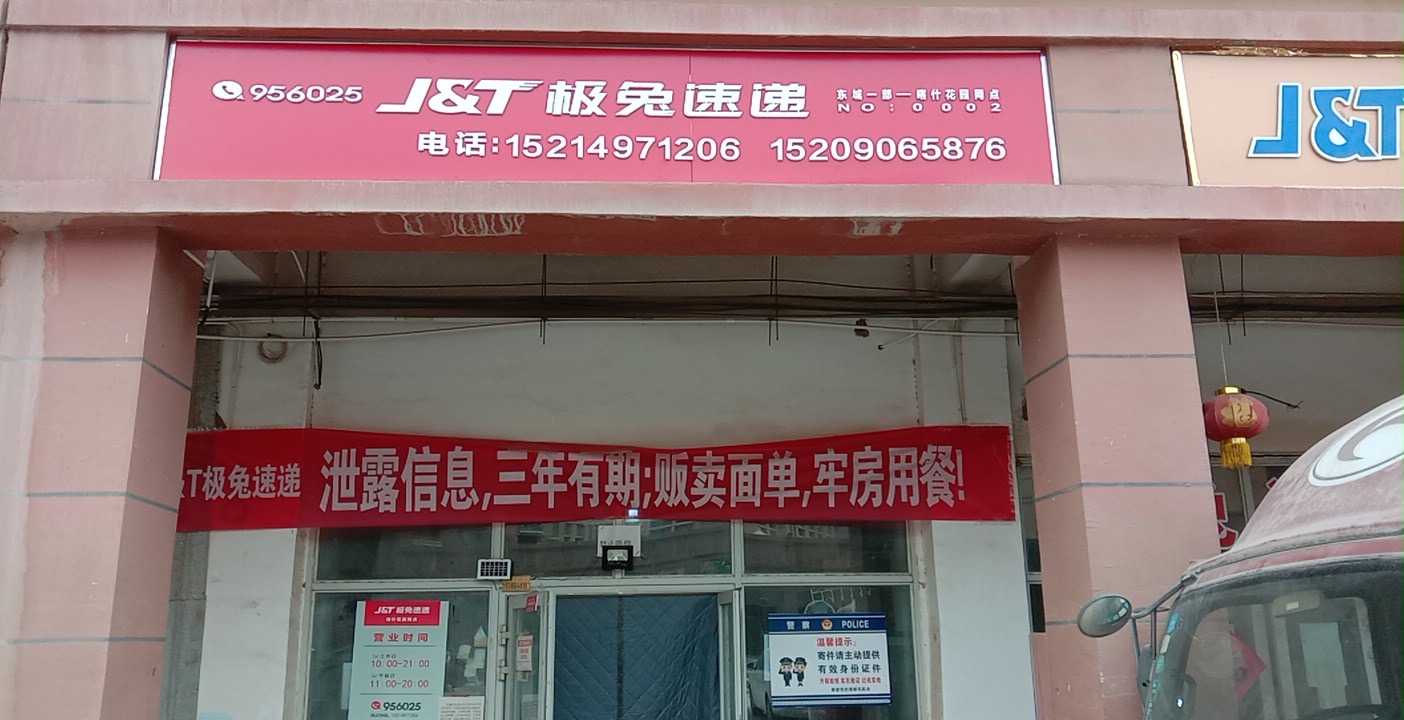 956025 J&T 极兔速递 东城一部—喀什花园网点
NO:0002
电话:15214971206 15209065876
J&T
&T极兔速递 泄露信息,三年有期;贩卖面单,牢房用餐!
J&T 极兔速递
营业时间
10:00-21:00
11:00-20:00
956025
警察 POLICE
温馨提示:
寄件请主动提供
有效身份证件